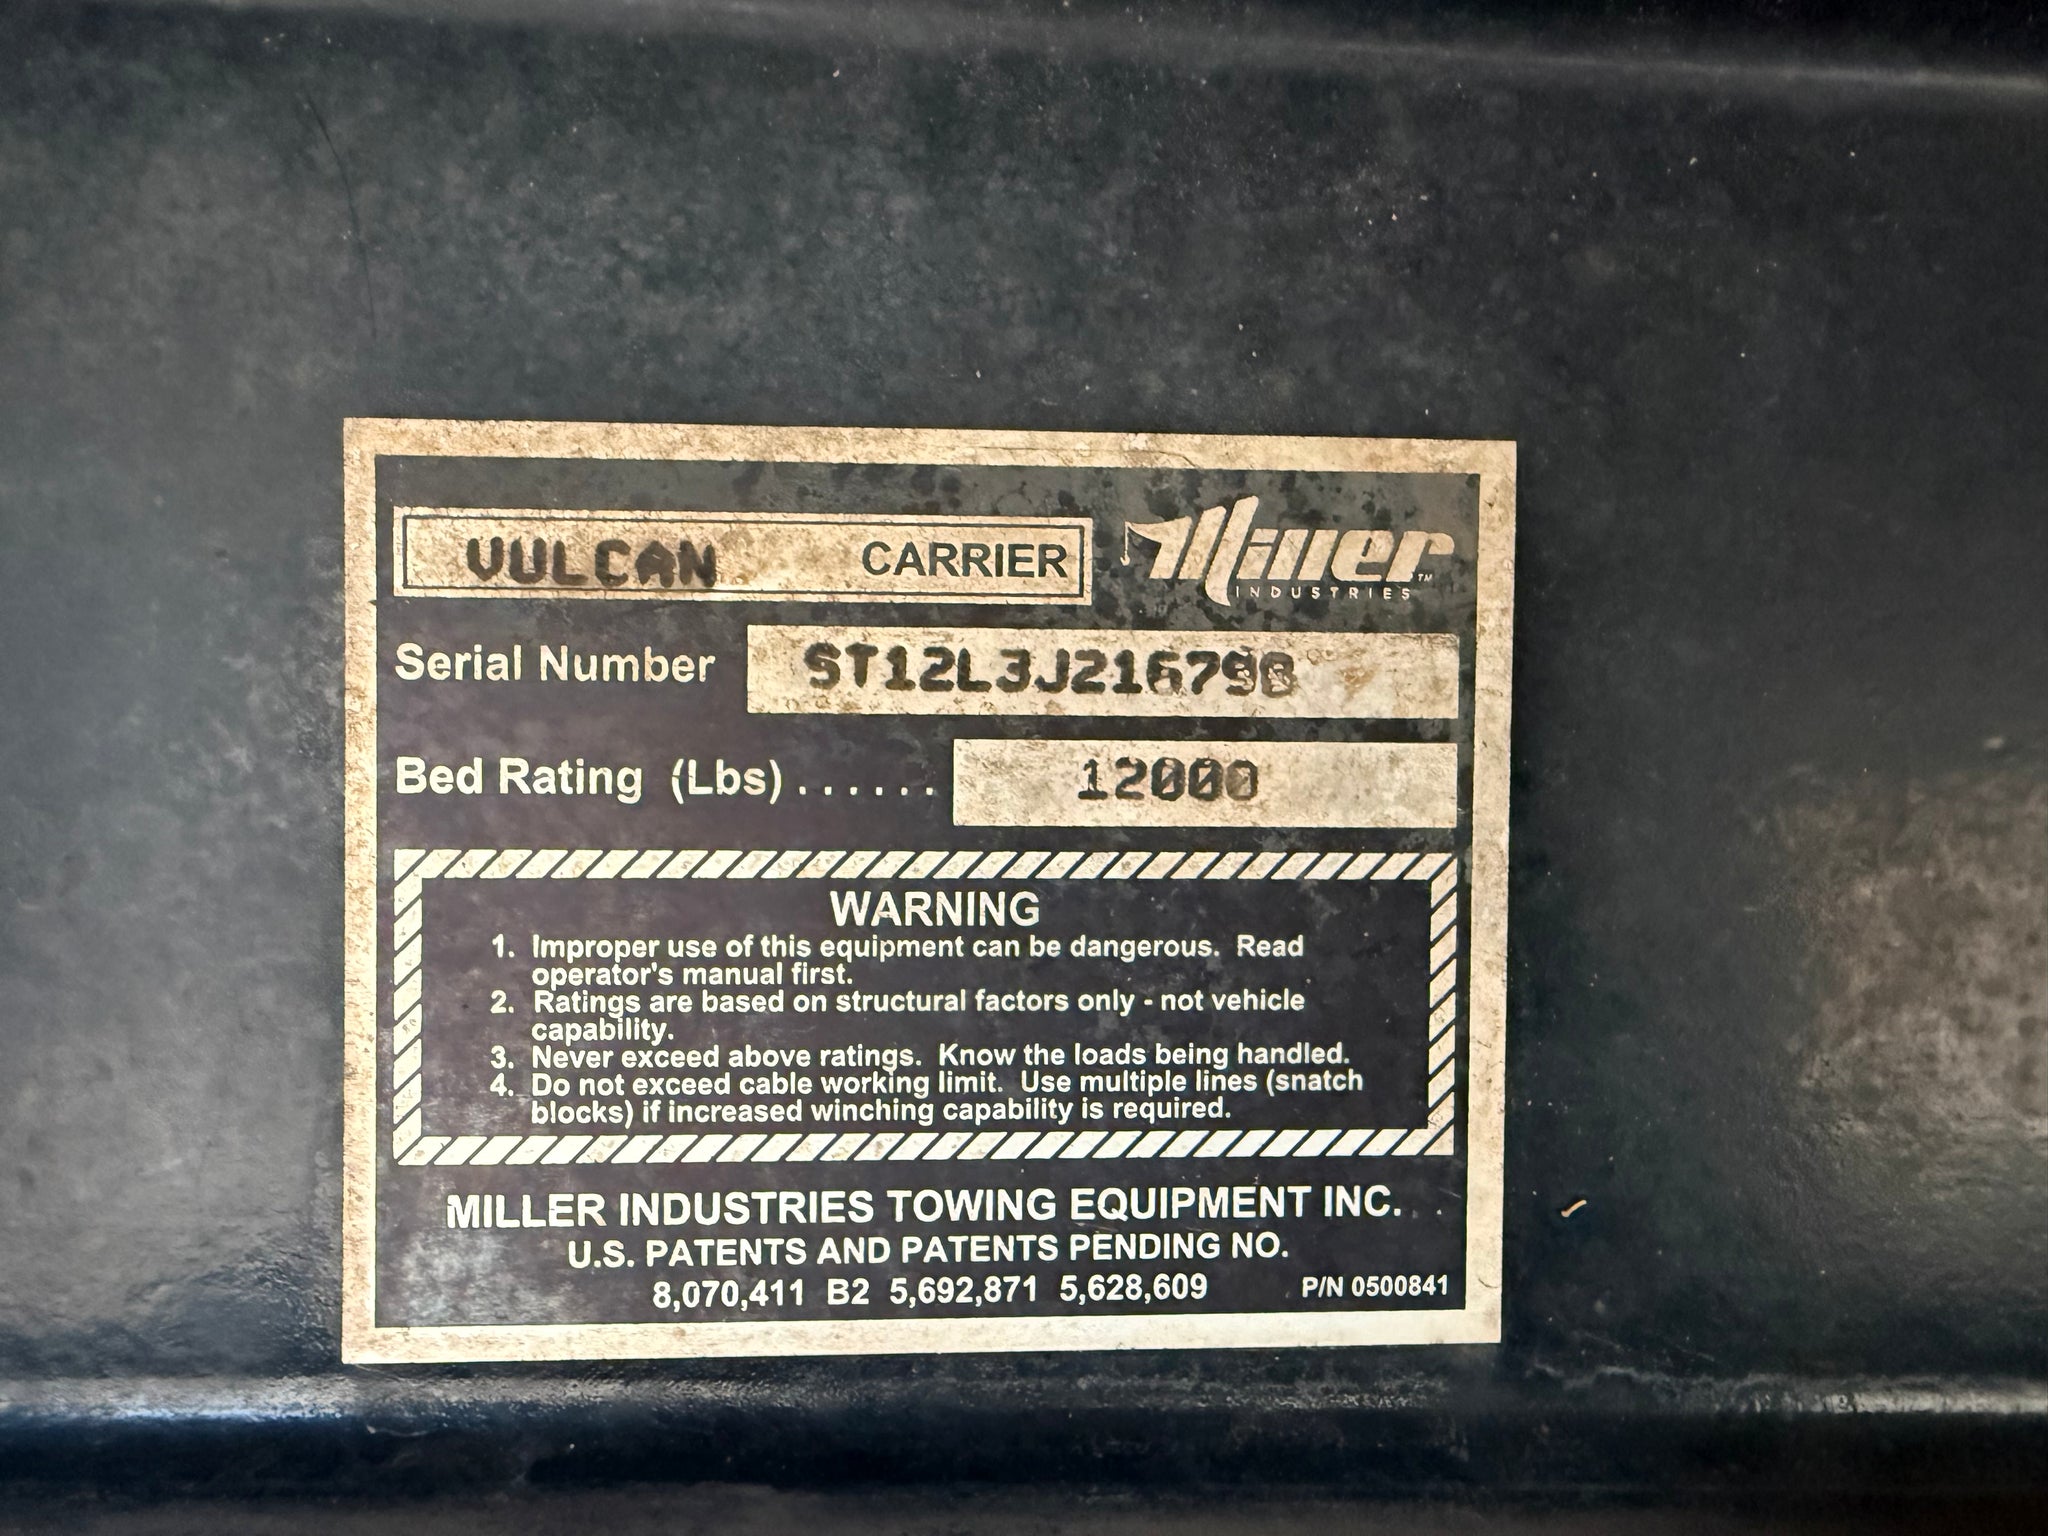 VULCAN CARRIER
Miller™
INDUSTRIES
Serial Number ST12L3J216798
Bed Rating (Lbs)...... 12000
WARNING
1. Improper use of this equipment can be dangerous. Read
operator's manual first.
2. Ratings are based on structural factors only - not vehicle
capability.
3. Never exceed above ratings. Know the loads being handled.
4. Do not exceed cable working limit. Use multiple lines (snatch
blocks) if increased winching capability is required.
MILLER INDUSTRIES TOWING EQUIPMENT INC.
U.S. PATENTS AND PATENTS PENDING NO.
8,070,411 B2 5,692,871 5,628,609 P/N 0500841